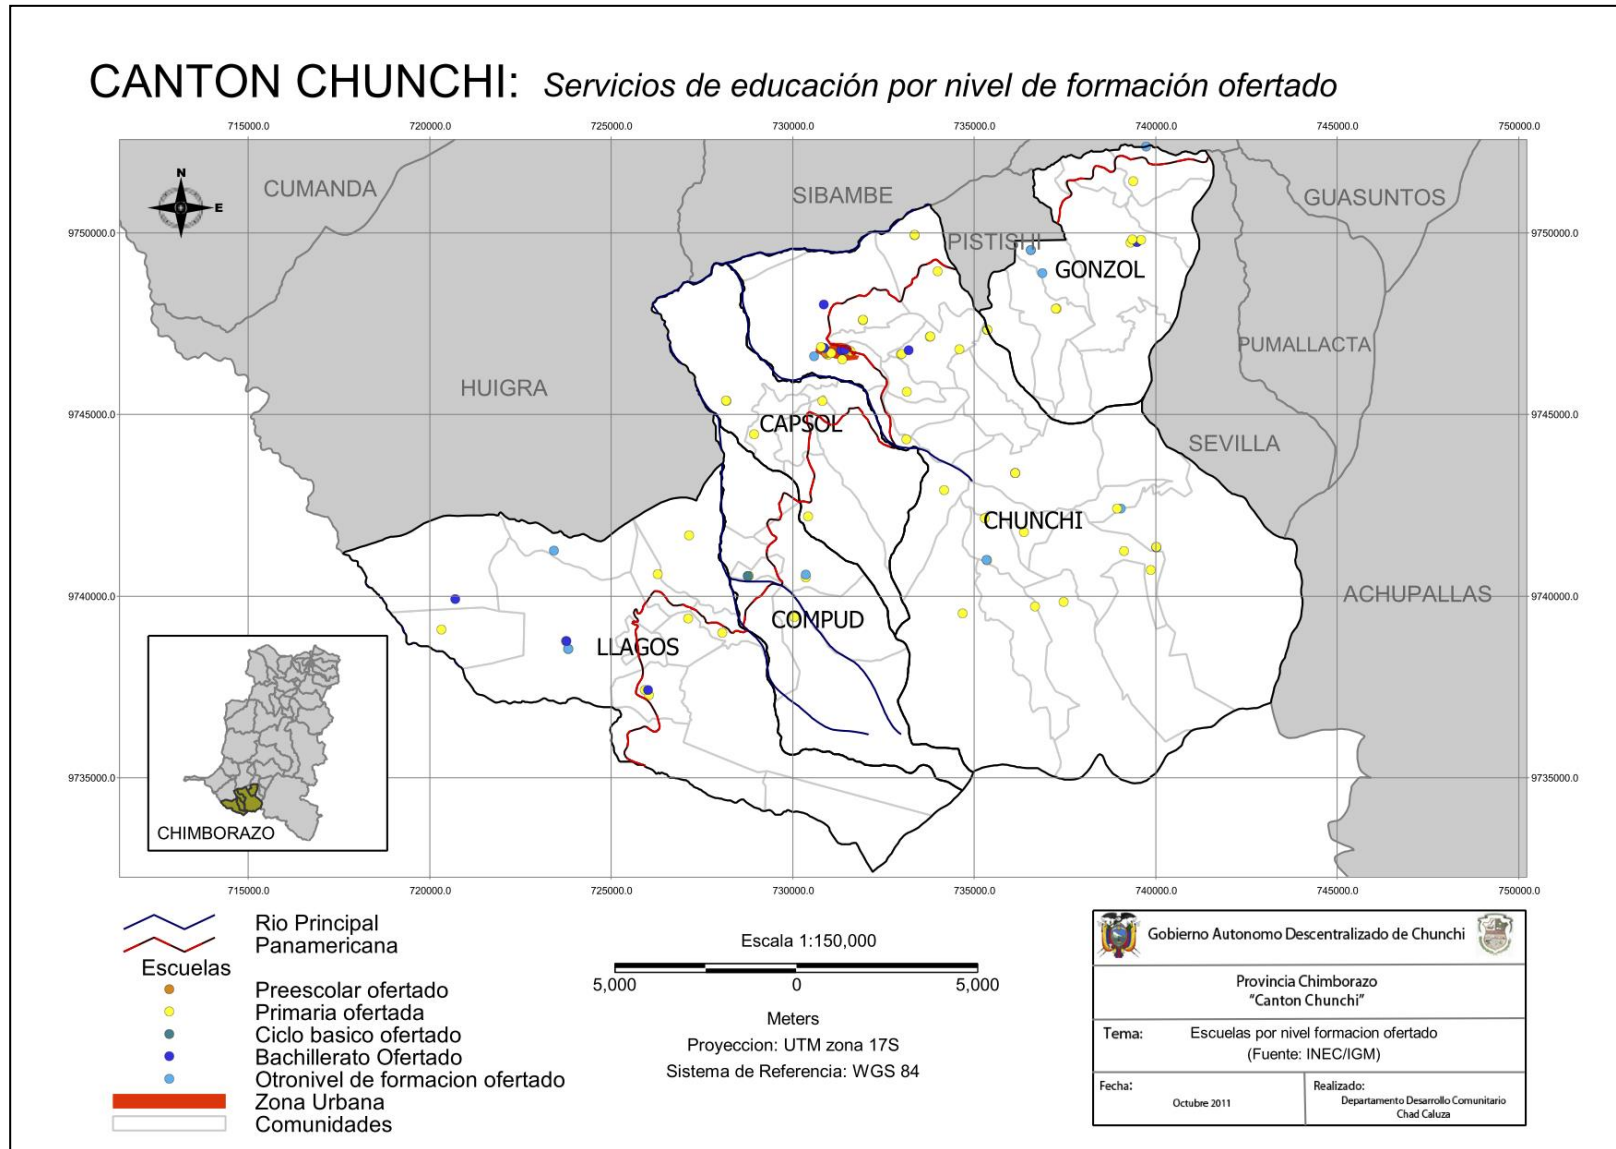 CANTON CHUNCHI: Servicios de educación por nivel de formación ofertado
715000.0 720000.0 725000.0 730000.0 735000.0 740000.0 745000.0 750000.0
N
E
CUMANDA
SIBAMBE
GUASUNTOS
9750000.0
PISTISHI
9750000.0
GONZOL
PUMALLACTA
HUIGRA
9745000.0
CAPSOL
9745000.0
SEVILLA
CHUNCHI
9740000.0
COMPUD
ACHUPALLAS
9740000.0
LLAGOS
9735000.0
9735000.0
CHIMBORAZO
715000.0 720000.0 725000.0 730000.0 735000.0 740000.0 745000.0 750000.0
Rio Principal
Panamericana
Escuelas
Preescolar ofertado
Primaria ofertada
Ciclo basico ofertado
Bachillerato Ofertado
Otronivel de formacion ofertado
Zona Urbana
Comunidades
Escala 1:150,000
5,000 0 5,000
Meters
Proyeccion: UTM zona 17S
Sistema de Referencia: WGS 84
Gobierno Autonomo Descentralizado de Chunchi
Provincia Chimborazo
“Canton Chunchi”
Tema: Escuelas por nivel formacion ofertado
(Fuente: INEC/IGM)
Fecha:
Octubre 2011
Realizado:
Departamento Desarrollo Comunitario
Chad Caluza